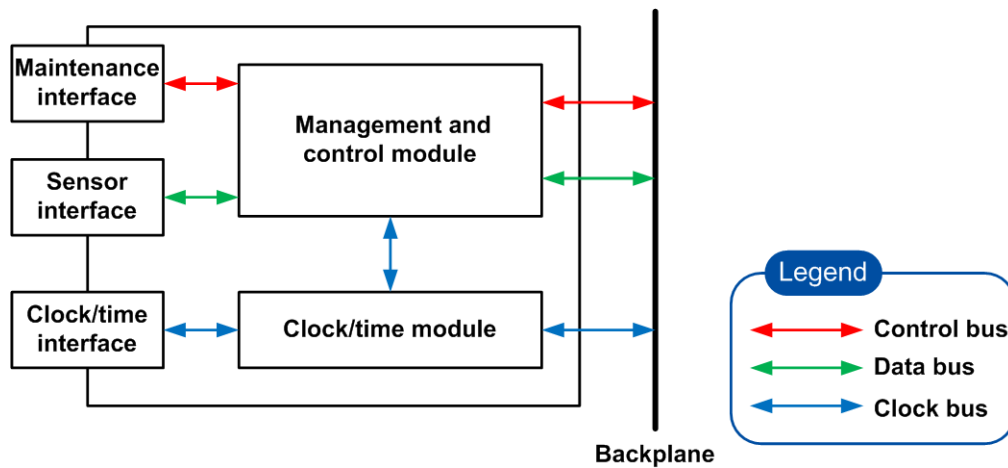 Maintenance
interface
Management and
control module
Sensor
interface
Clock/time
interface
Clock/time module
Backplane
Legend
Control bus
Data bus
Clock bus